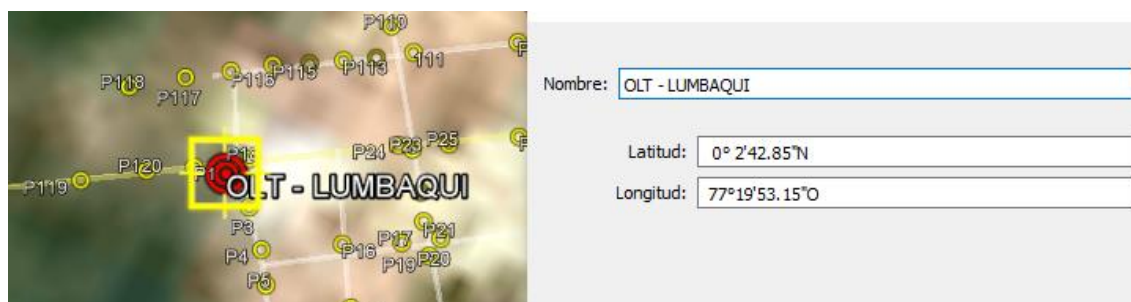 P110
P118
P117
P116
P115
P113
111
P120
P119
P24
P23
P25
OLT - LUMBAQUI
P3
P4
P5
P16
P17
P19
P20
P21
Nombre: OLT - LUMBAQUI
Latitud: 0° 2'42.85"N
Longitud: 77°19'53.15"O